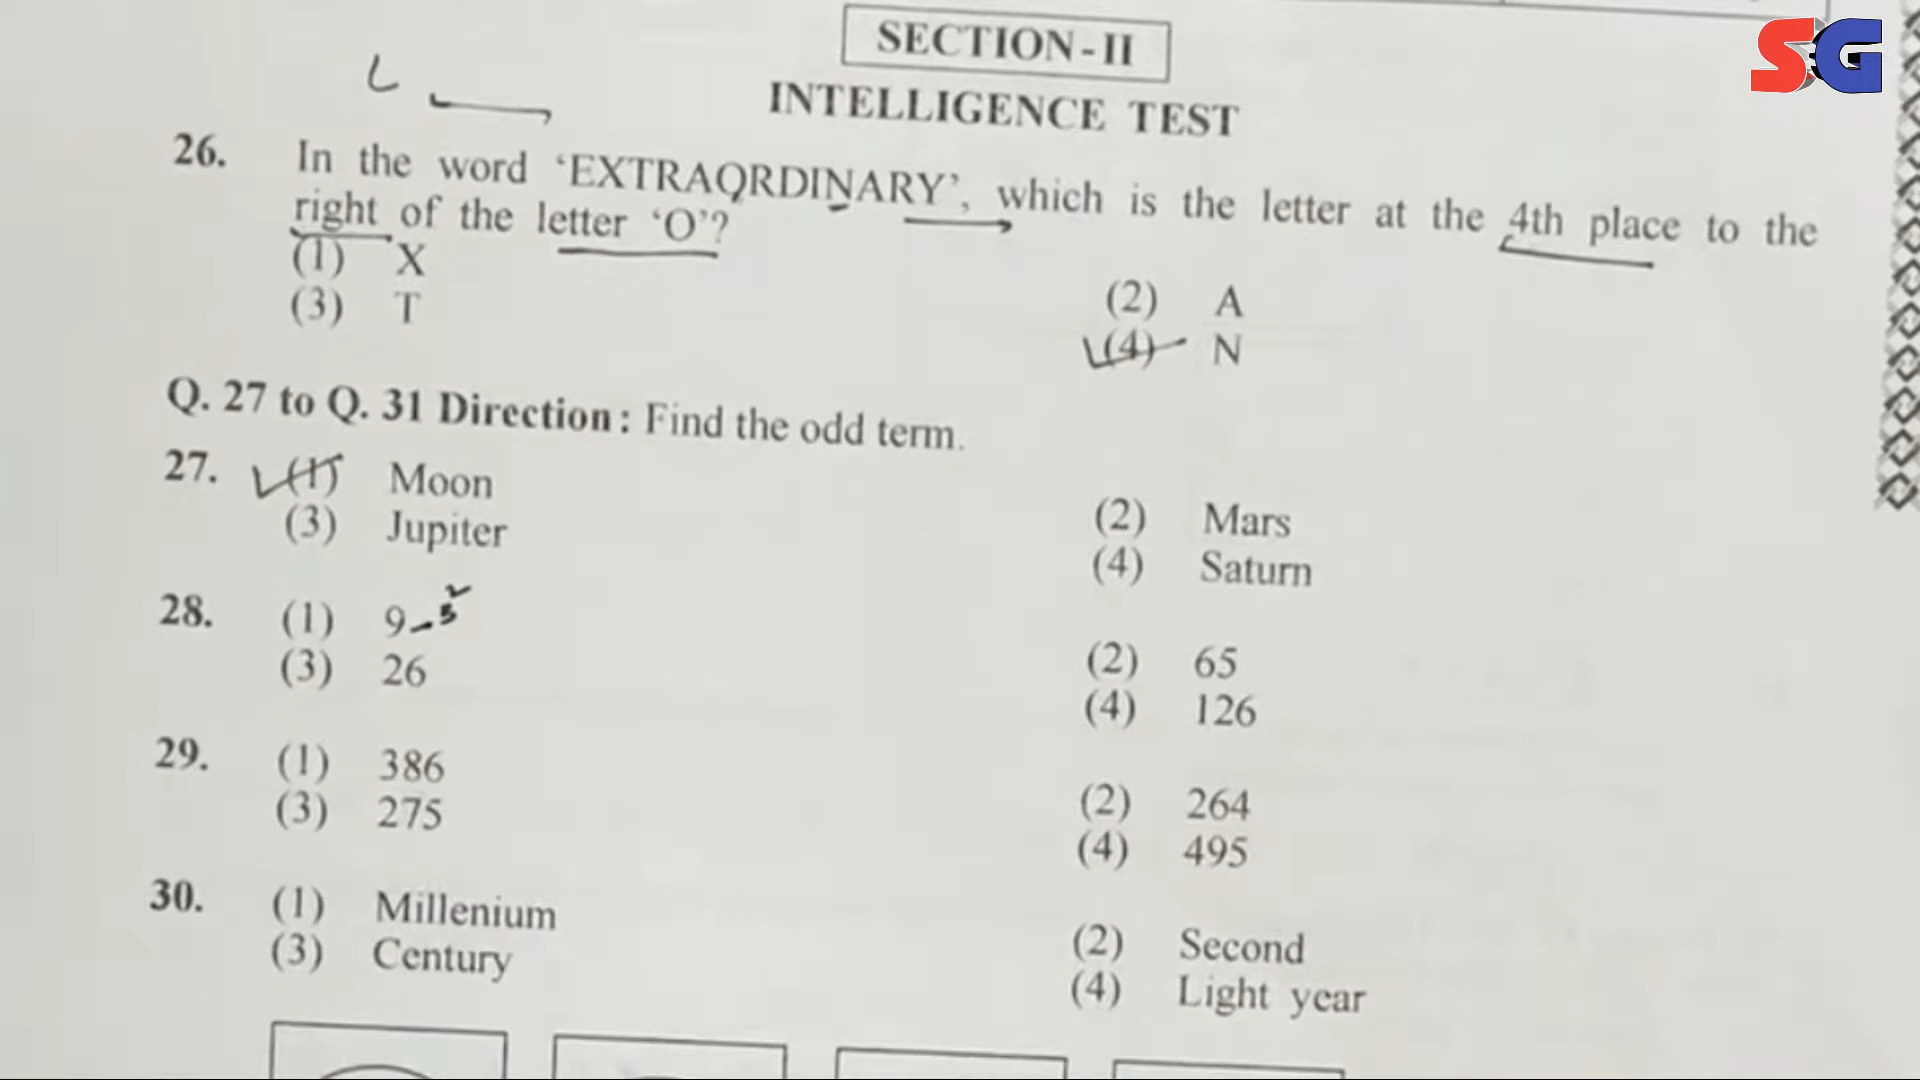 SG
SECTION-II
INTELLIGENCE TEST
26. In the word ‘EXTRAORDINARY’, which is the letter at the 4th place to the
right of the letter ‘O’?
(1) X
(2) A
(3) T
(4) N
Q. 27 to Q. 31 Direction: Find the odd term.
27. (1) Moon
(2) Mars
(3) Jupiter
(4) Saturn
28. (1) 9
(2) 65
(3) 26
(4) 126
29. (1) 386
(2) 264
(3) 275
(4) 495
30. (1) Millenium
(2) Second
(3) Century
(4) Light year